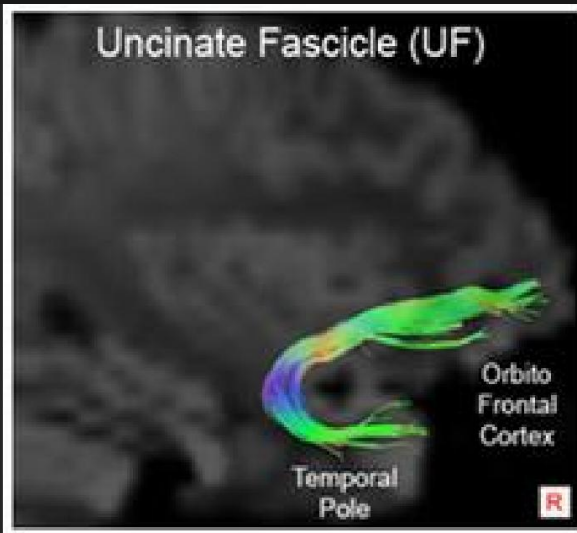 Uncinate Fascicle (UF)
Orbito
Frontal
Cortex
Temporal
Pole
R